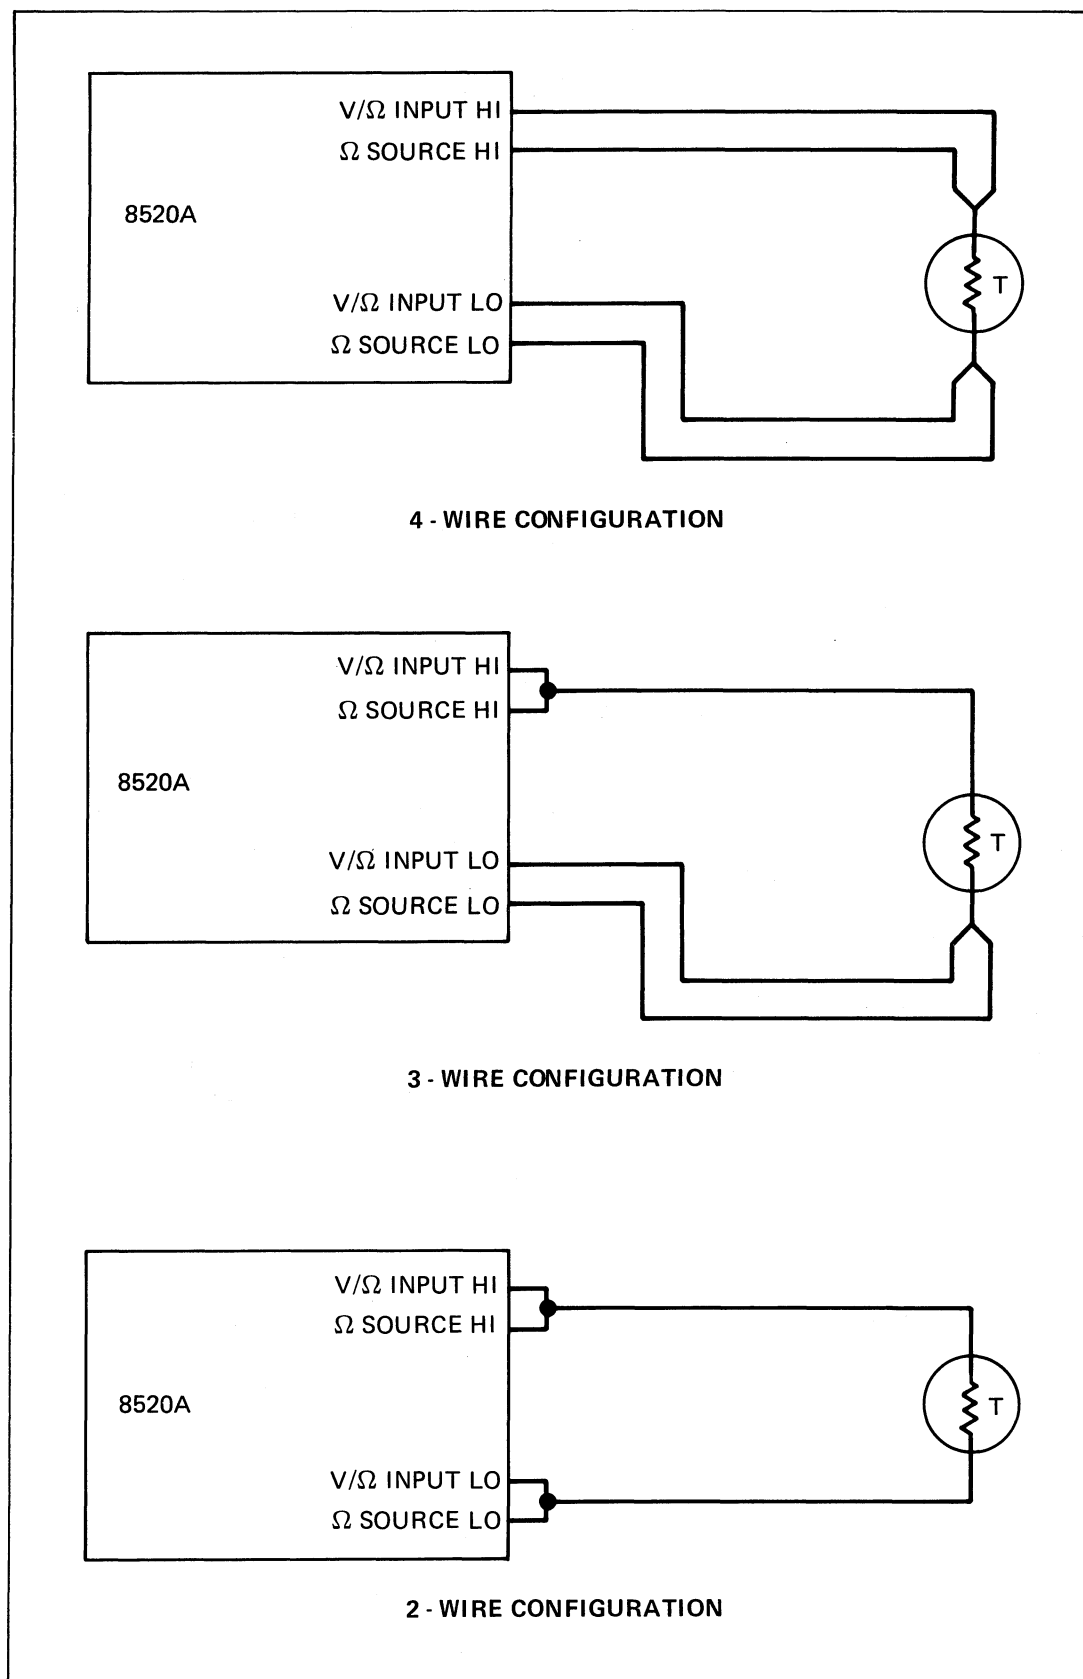 V/Ω INPUT HI
Ω SOURCE HI
8520A
T
V/Ω INPUT LO
Ω SOURCE LO
4 - WIRE CONFIGURATION
V/Ω INPUT HI
Ω SOURCE HI
8520A
T
V/Ω INPUT LO
Ω SOURCE LO
3 - WIRE CONFIGURATION
V/Ω INPUT HI
Ω SOURCE HI
8520A
T
V/Ω INPUT LO
Ω SOURCE LO
2 - WIRE CONFIGURATION